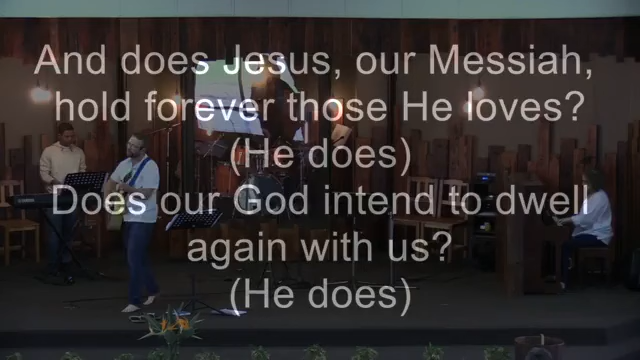 And does Jesus, our Messiah,
hold forever those He loves?
(He does)
Does our God intend to dwell
again with us?
(He does)